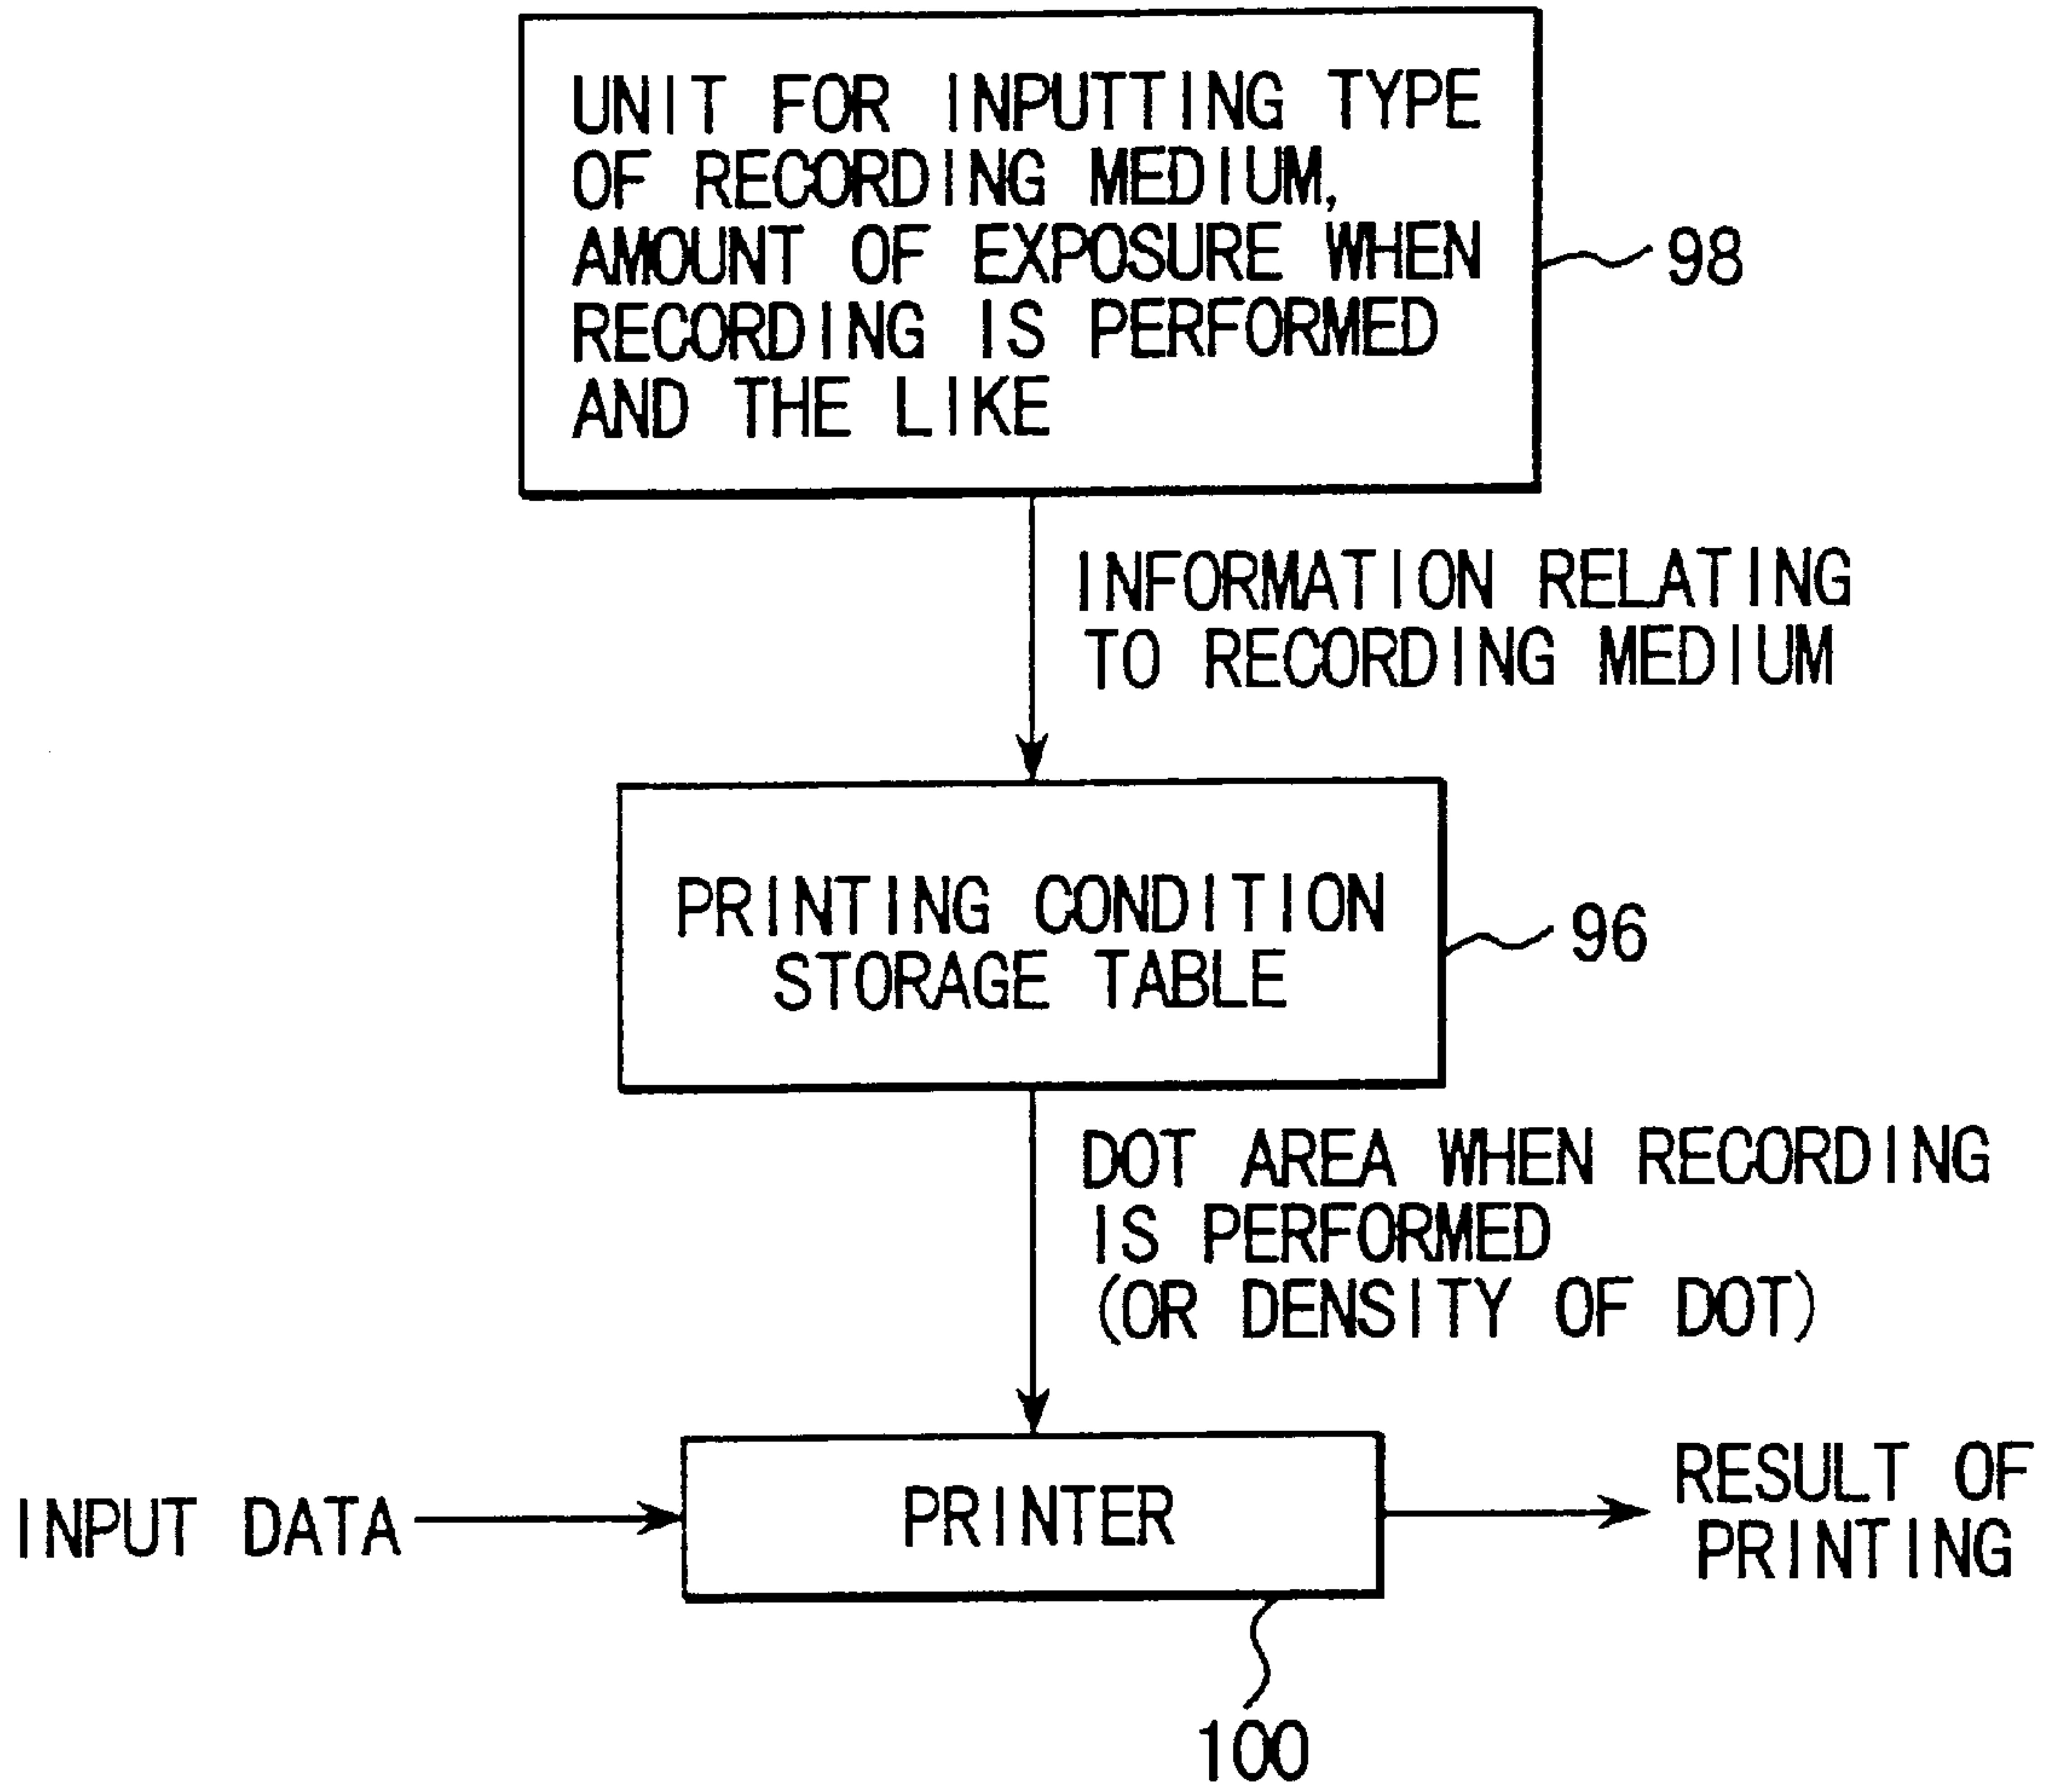 UNIT FOR INPUTTING TYPE
OF RECORDING MEDIUM,
AMOUNT OF EXPOSURE WHEN
RECORDING IS PERFORMED
AND THE LIKE
98
INFORMATION RELATING
TO RECORDING MEDIUM
PRINTING CONDITION
STORAGE TABLE
96
DOT AREA WHEN RECORDING
IS PERFORMED
(OR DENSITY OF DOT)
INPUT DATA
PRINTER
RESULT OF
PRINTING
100